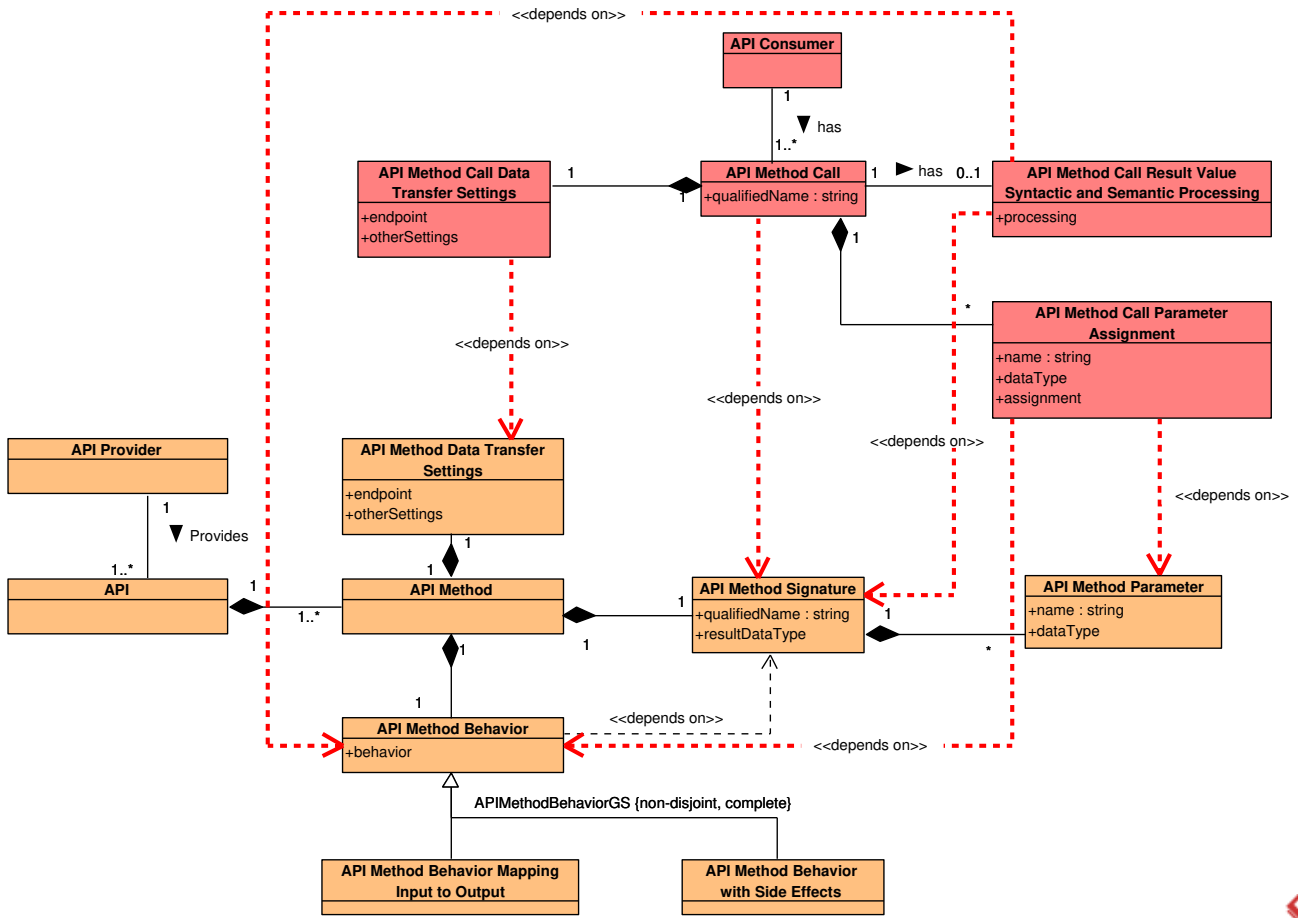 <<depends on>>
API Consumer
1
has
1..*
API Method Call Data
Transfer Settings
+endpoint
+otherSettings
1
1
API Method Call
+qualifiedName : string
1
has
0..1
API Method Call Result Value
Syntactic and Semantic Processing
+processing
1
*
API Method Call Parameter
Assignment
+name : string
+dataType
+assignment
<<depends on>>
<<depends on>>
<<depends on>>
<<depends on>>
API Provider
1
Provides
1..*
API Method Data Transfer
Settings
+endpoint
+otherSettings
1
1
API
1
1..*
API Method
1
1
API Method Signature
+qualifiedName : string
+resultDataType
1
*
API Method Parameter
+name : string
+dataType
1
1
API Method Behavior
+behavior
<<depends on>>
<<depends on>>
APIMethodBehaviorGS {non-disjoint, complete}
API Method Behavior Mapping
Input to Output
API Method Behavior
with Side Effects